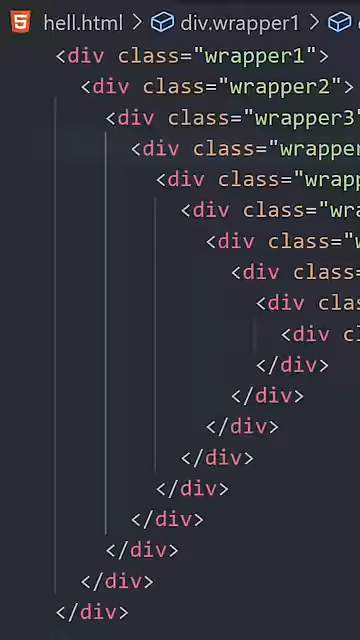 hell.html > div.wrapper1 >
<div class="wrapper1">
<div class="wrapper2">
<div class="wrapper3"
<div class="wrapper
<div class="wrapp
<div class="wra
<div class="w
<div class=
<div clas
<div cl
</div>
</div>
</div>
</div>
</div>
</div>
</div>
</div>
</div>